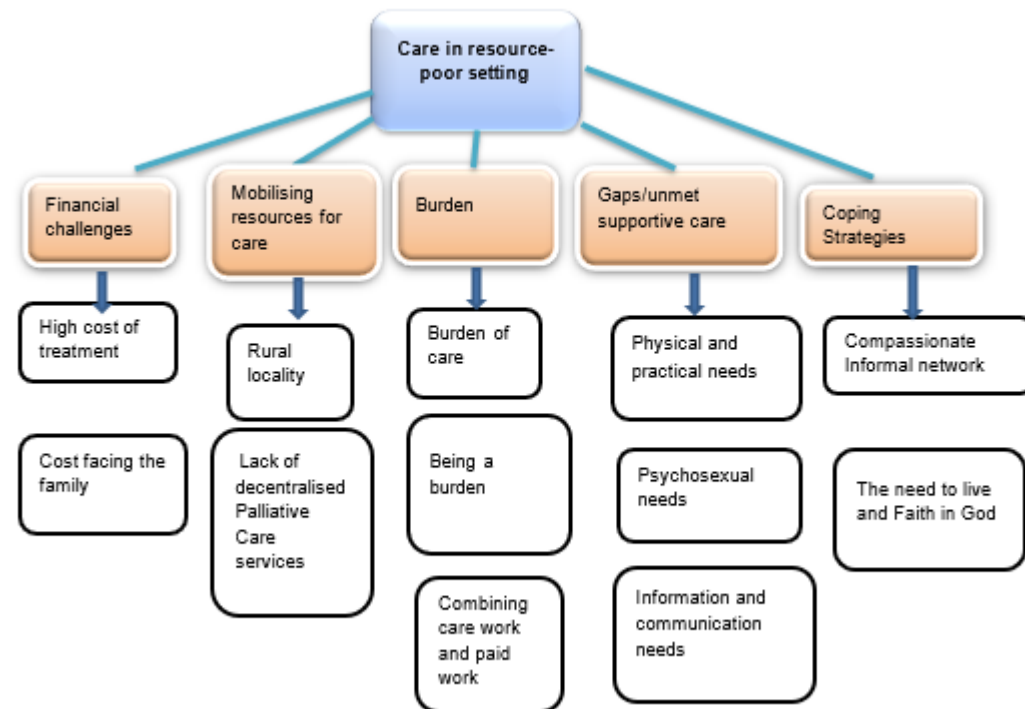 Care in resource-
poor setting
Financial
challenges
Mobilising
resources for
care
Burden
Gaps/unmet
supportive care
Coping
Strategies
High cost of
treatment
Cost facing the
family
Rural
locality
Lack of
decentralised
Palliative
Care
services
Burden of
care
Being a
burden
Combining
care work
and paid
work
Physical and
practical needs
Psychosexual
needs
Information and
communication
needs
Compassionate
Informal network
The need to live
and Faith in God